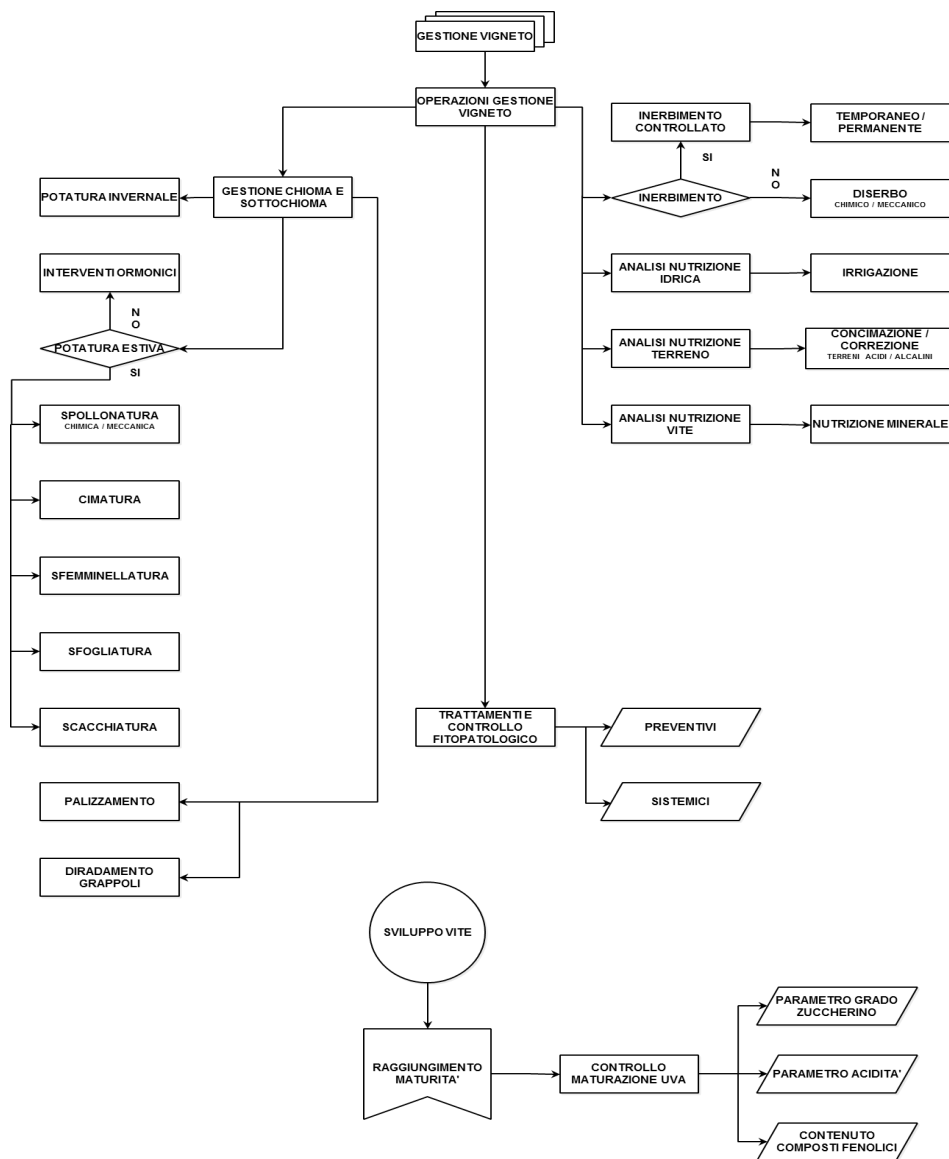 GESTIONE VIGNETO
OPERAZIONI GESTIONE
VIGNETO
INERBIMENTO
CONTROLLATO
TEMPORANEO /
PERMANENTE
SI
N
O
POTATURA INVERNALE
GESTIONE CHIOMA E
SOTTOCHIOMA
INERBIMENTO
DISERBO
CHIMICO / MECCANICO
INTERVENTI ORMONICI
ANALISI NUTRIZIONE
IDRICA
IRRIGAZIONE
N
O
POTATURA ESTIVA
SI
ANALISI NUTRIZIONE
TERRENO
CONCIMAZIONE /
CORREZIONE
TERRENI ACIDI / ALCALINI
SPOLLONATURA
CHIMICA / MECCANICA
ANALISI NUTRIZIONE
VITE
NUTRIZIONE MINERALE
CIMATURA
SFEMMINELLATURA
SFOGLIATURA
SCACCHIATURA
TRATTAMENTI E
CONTROLLO
FITOPATOLOGICO
PREVENTIVI
PALIZZAMENTO
SISTEMICI
DIRADAMENTO
GRAPPOLI
SVILUPPO VITE
PARAMETRO GRADO
ZUCCHERINO
RAGGIUNGIMENTO
MATURITA'
CONTROLLO
MATURAZIONE UVA
PARAMETRO ACIDITA'
CONTENUTO
COMPOSTI FENOLICI